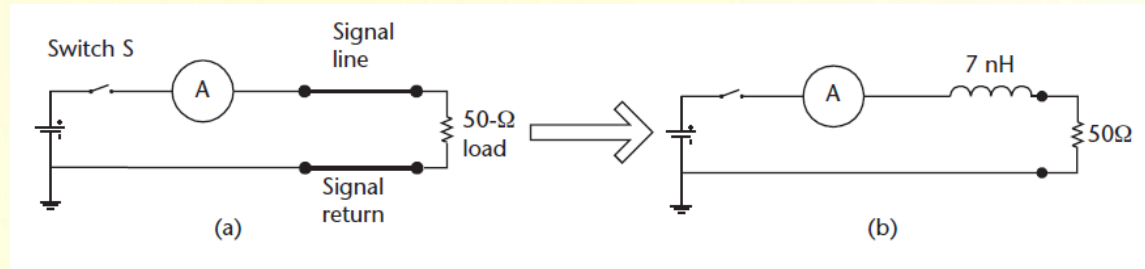 Switch S
Signal
line
A
50-Ω
load
Signal
return
(a)
7 nH
A
50Ω
(b)